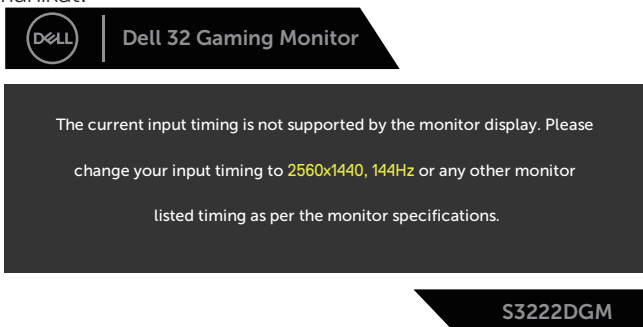 DELL
Dell 32 Gaming Monitor
The current input timing is not supported by the monitor display. Please
change your input timing to 2560x1440, 144Hz or any other monitor
listed timing as per the monitor specifications.
S3222DGM